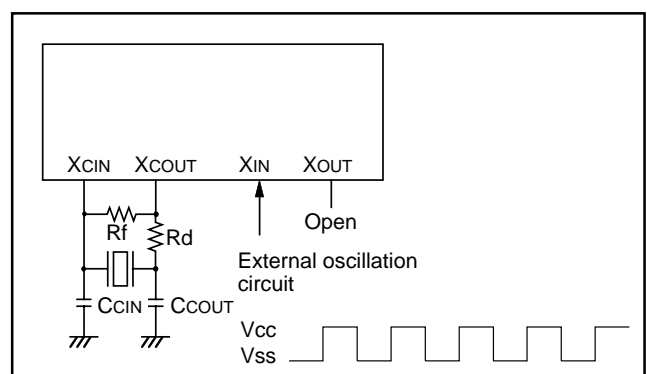 XCIN XCOUT XIN XOUT
Rf
Rd
Open
External oscillation
circuit
CCIN CCOUT
Vcc
Vss